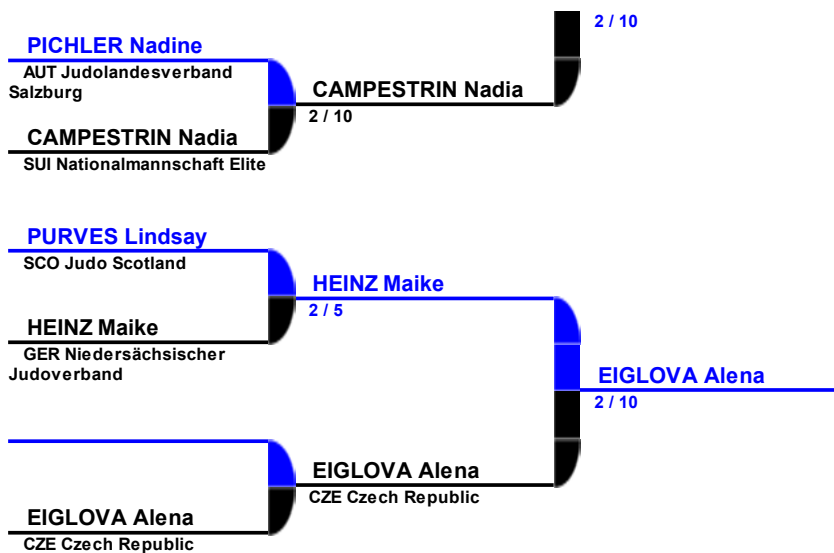 2 / 10
PICHLER Nadine
AUT Judolandesverband
Salzburg
CAMPESTRIN Nadia
2 / 10
CAMPESTRIN Nadia
SUI Nationalmannschaft Elite
PURVES Lindsay
SCO Judo Scotland
HEINZ Maike
2 / 5
HEINZ Maike
GER Niedersächsischer
Judoverband
EIGLOVA Alena
2 / 10
EIGLOVA Alena
CZE Czech Republic
EIGLOVA Alena
CZE Czech Republic